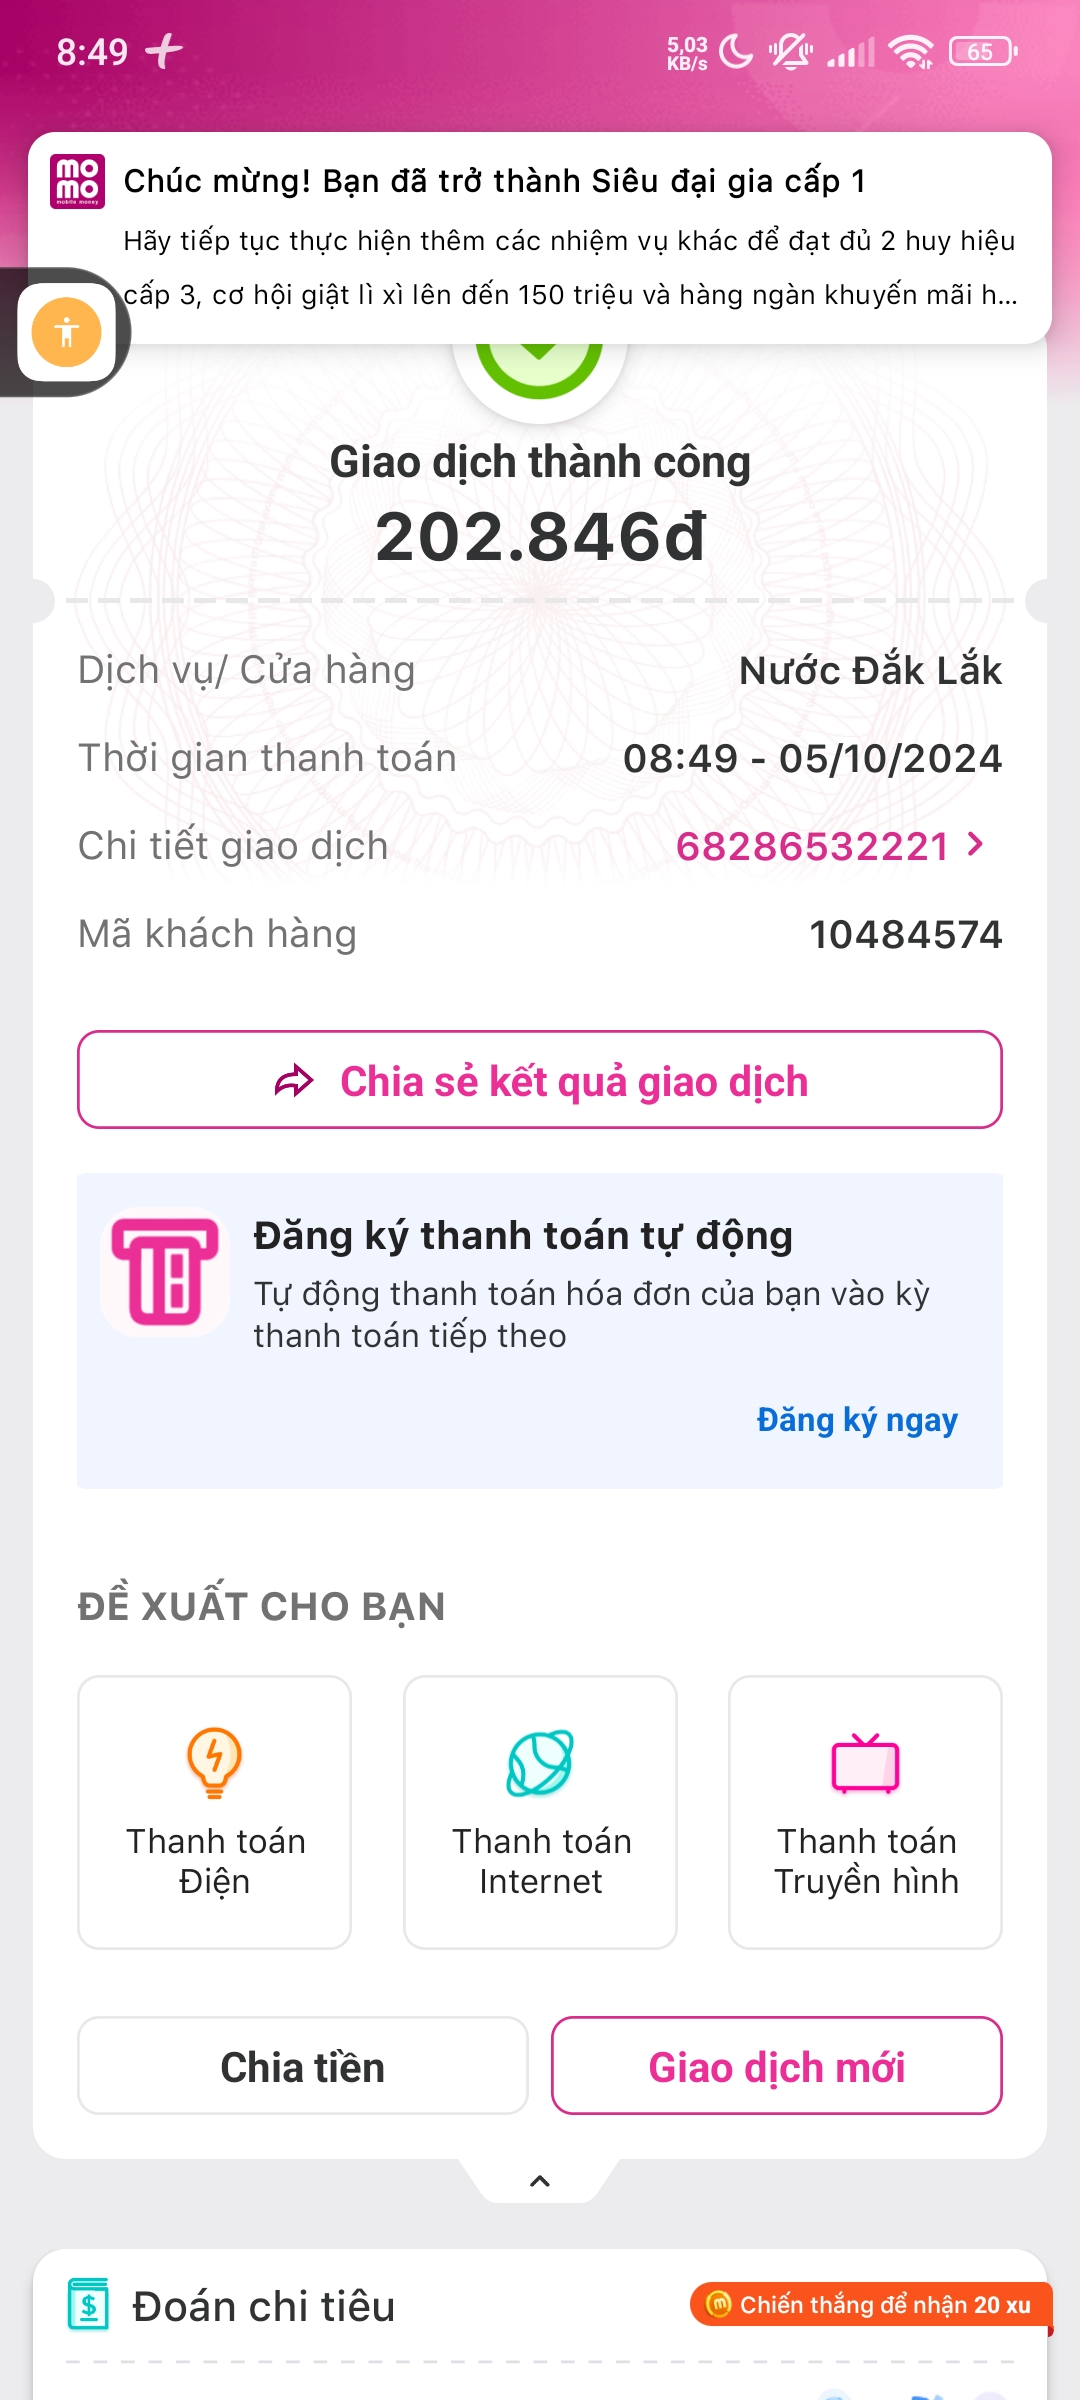 8:49
5,03
KB/s
65
mo
mo
mobile money
Chúc mừng! Bạn đã trở thành Siêu đại gia cấp 1
Hãy tiếp tục thực hiện thêm các nhiệm vụ khác để đạt đủ 2 huy hiệu
cấp 3, cơ hội giật lì xì lên đến 150 triệu và hàng ngàn khuyến mãi h...
Giao dịch thành công
202.846đ
Dịch vụ/ Cửa hàng
Nước Đắk Lắk
Thời gian thanh toán
08:49 - 05/10/2024
Chi tiết giao dịch
68286532221
Mã khách hàng
10484574
Chia sẻ kết quả giao dịch
Đăng ký thanh toán tự động
Tự động thanh toán hóa đơn của bạn vào kỳ
thanh toán tiếp theo
Đăng ký ngay
ĐỀ XUẤT CHO BẠN
Thanh toán
Điện
Thanh toán
Internet
Thanh toán
Truyền hình
Chia tiền
Giao dịch mới
Đoán chi tiêu
Chiến thắng để nhận 20 xu